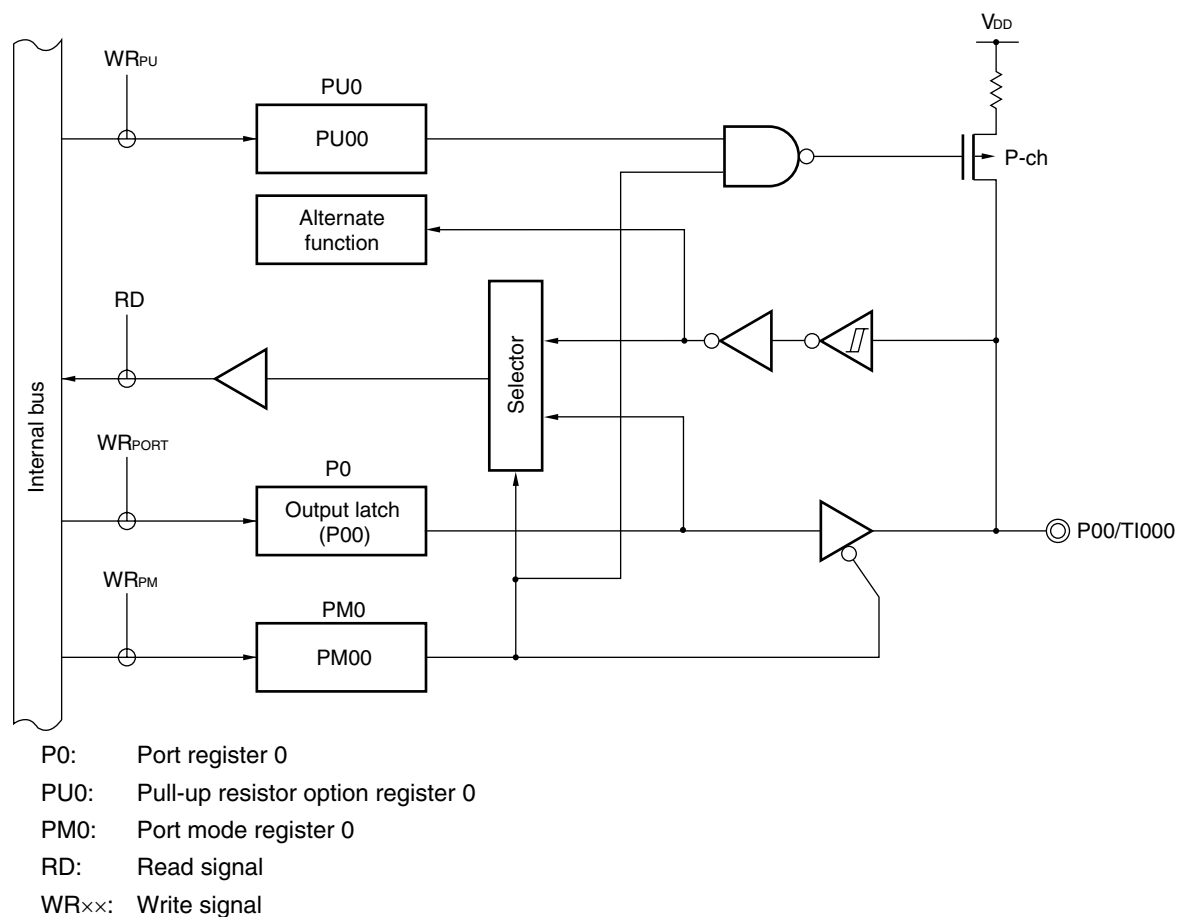 VDD
WRPU
PU0
PU00
P-ch
Alternate
function
RD
Selector
Internal bus
WRPORT
P0
Output latch
(P00)
P00/TI000
WRPM
PM0
PM00
P0: Port register 0
PU0: Pull-up resistor option register 0
PM0: Port mode register 0
RD: Read signal
WR××: Write signal